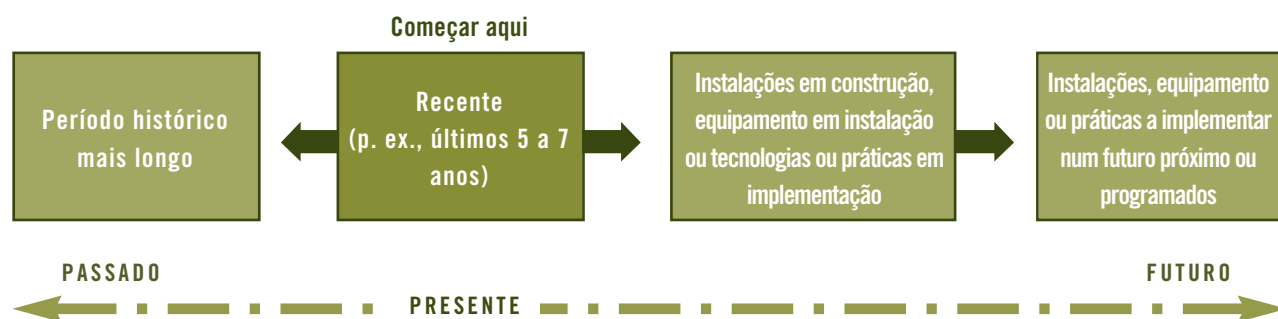 Começar aqui
Período histórico
mais longo
Recente
(p. ex., últimos 5 a 7
anos)
Instalações em construção,
equipamento em instalação
ou tecnologias ou práticas em
implementação
Instalações, equipamento
ou práticas a implementar
num futuro próximo ou
programados
PASSADO
PRESENTE
FUTURO